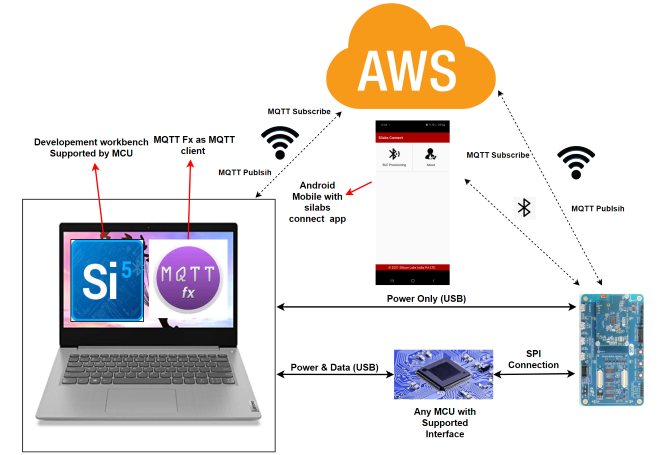 AWS
MQTT Subscribe
Developement workbench
Supported by MCU
MQTT Fx as MQTT
client
MQTT Publsih
Silabs Connect
BLE Provisioning
About
Android
Mobile with
silabs
connect app
MQTT Subscribe
MQTT Publsih
Si 5
MQTT
fx
Power Only (USB)
Power & Data (USB)
SPI
Connection
Any MCU with
Supported
Interface